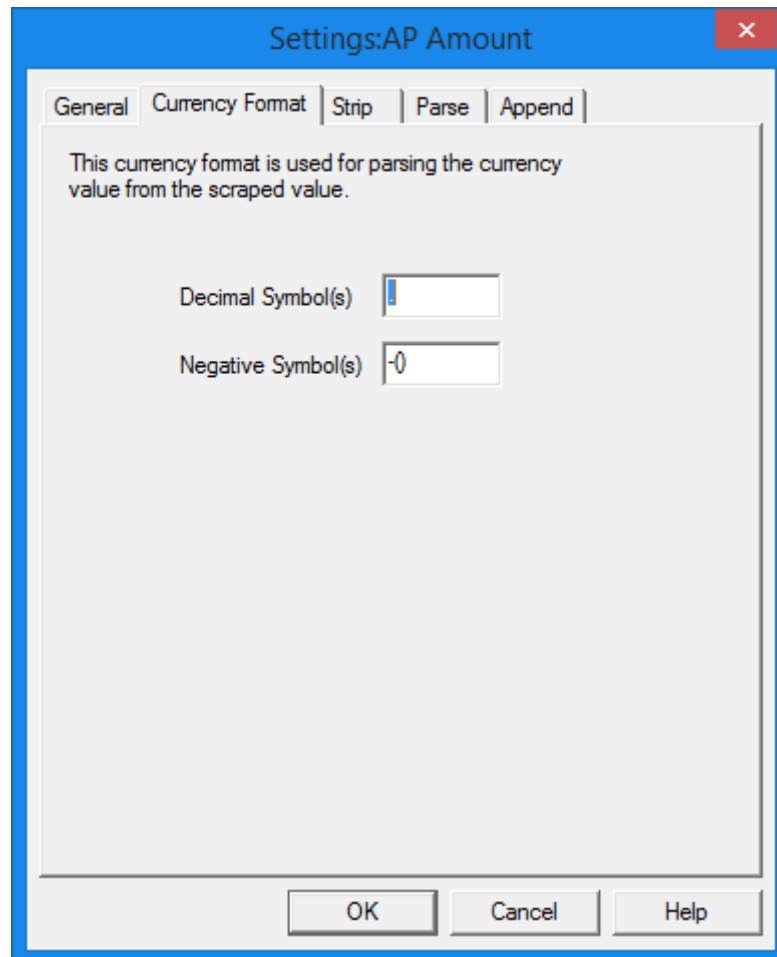 Settings:AP Amount
General Currency Format Strip Parse Append
This currency format is used for parsing the currency
value from the scraped value.
Decimal Symbol(s) .
Negative Symbol(s) -()
OK Cancel Help